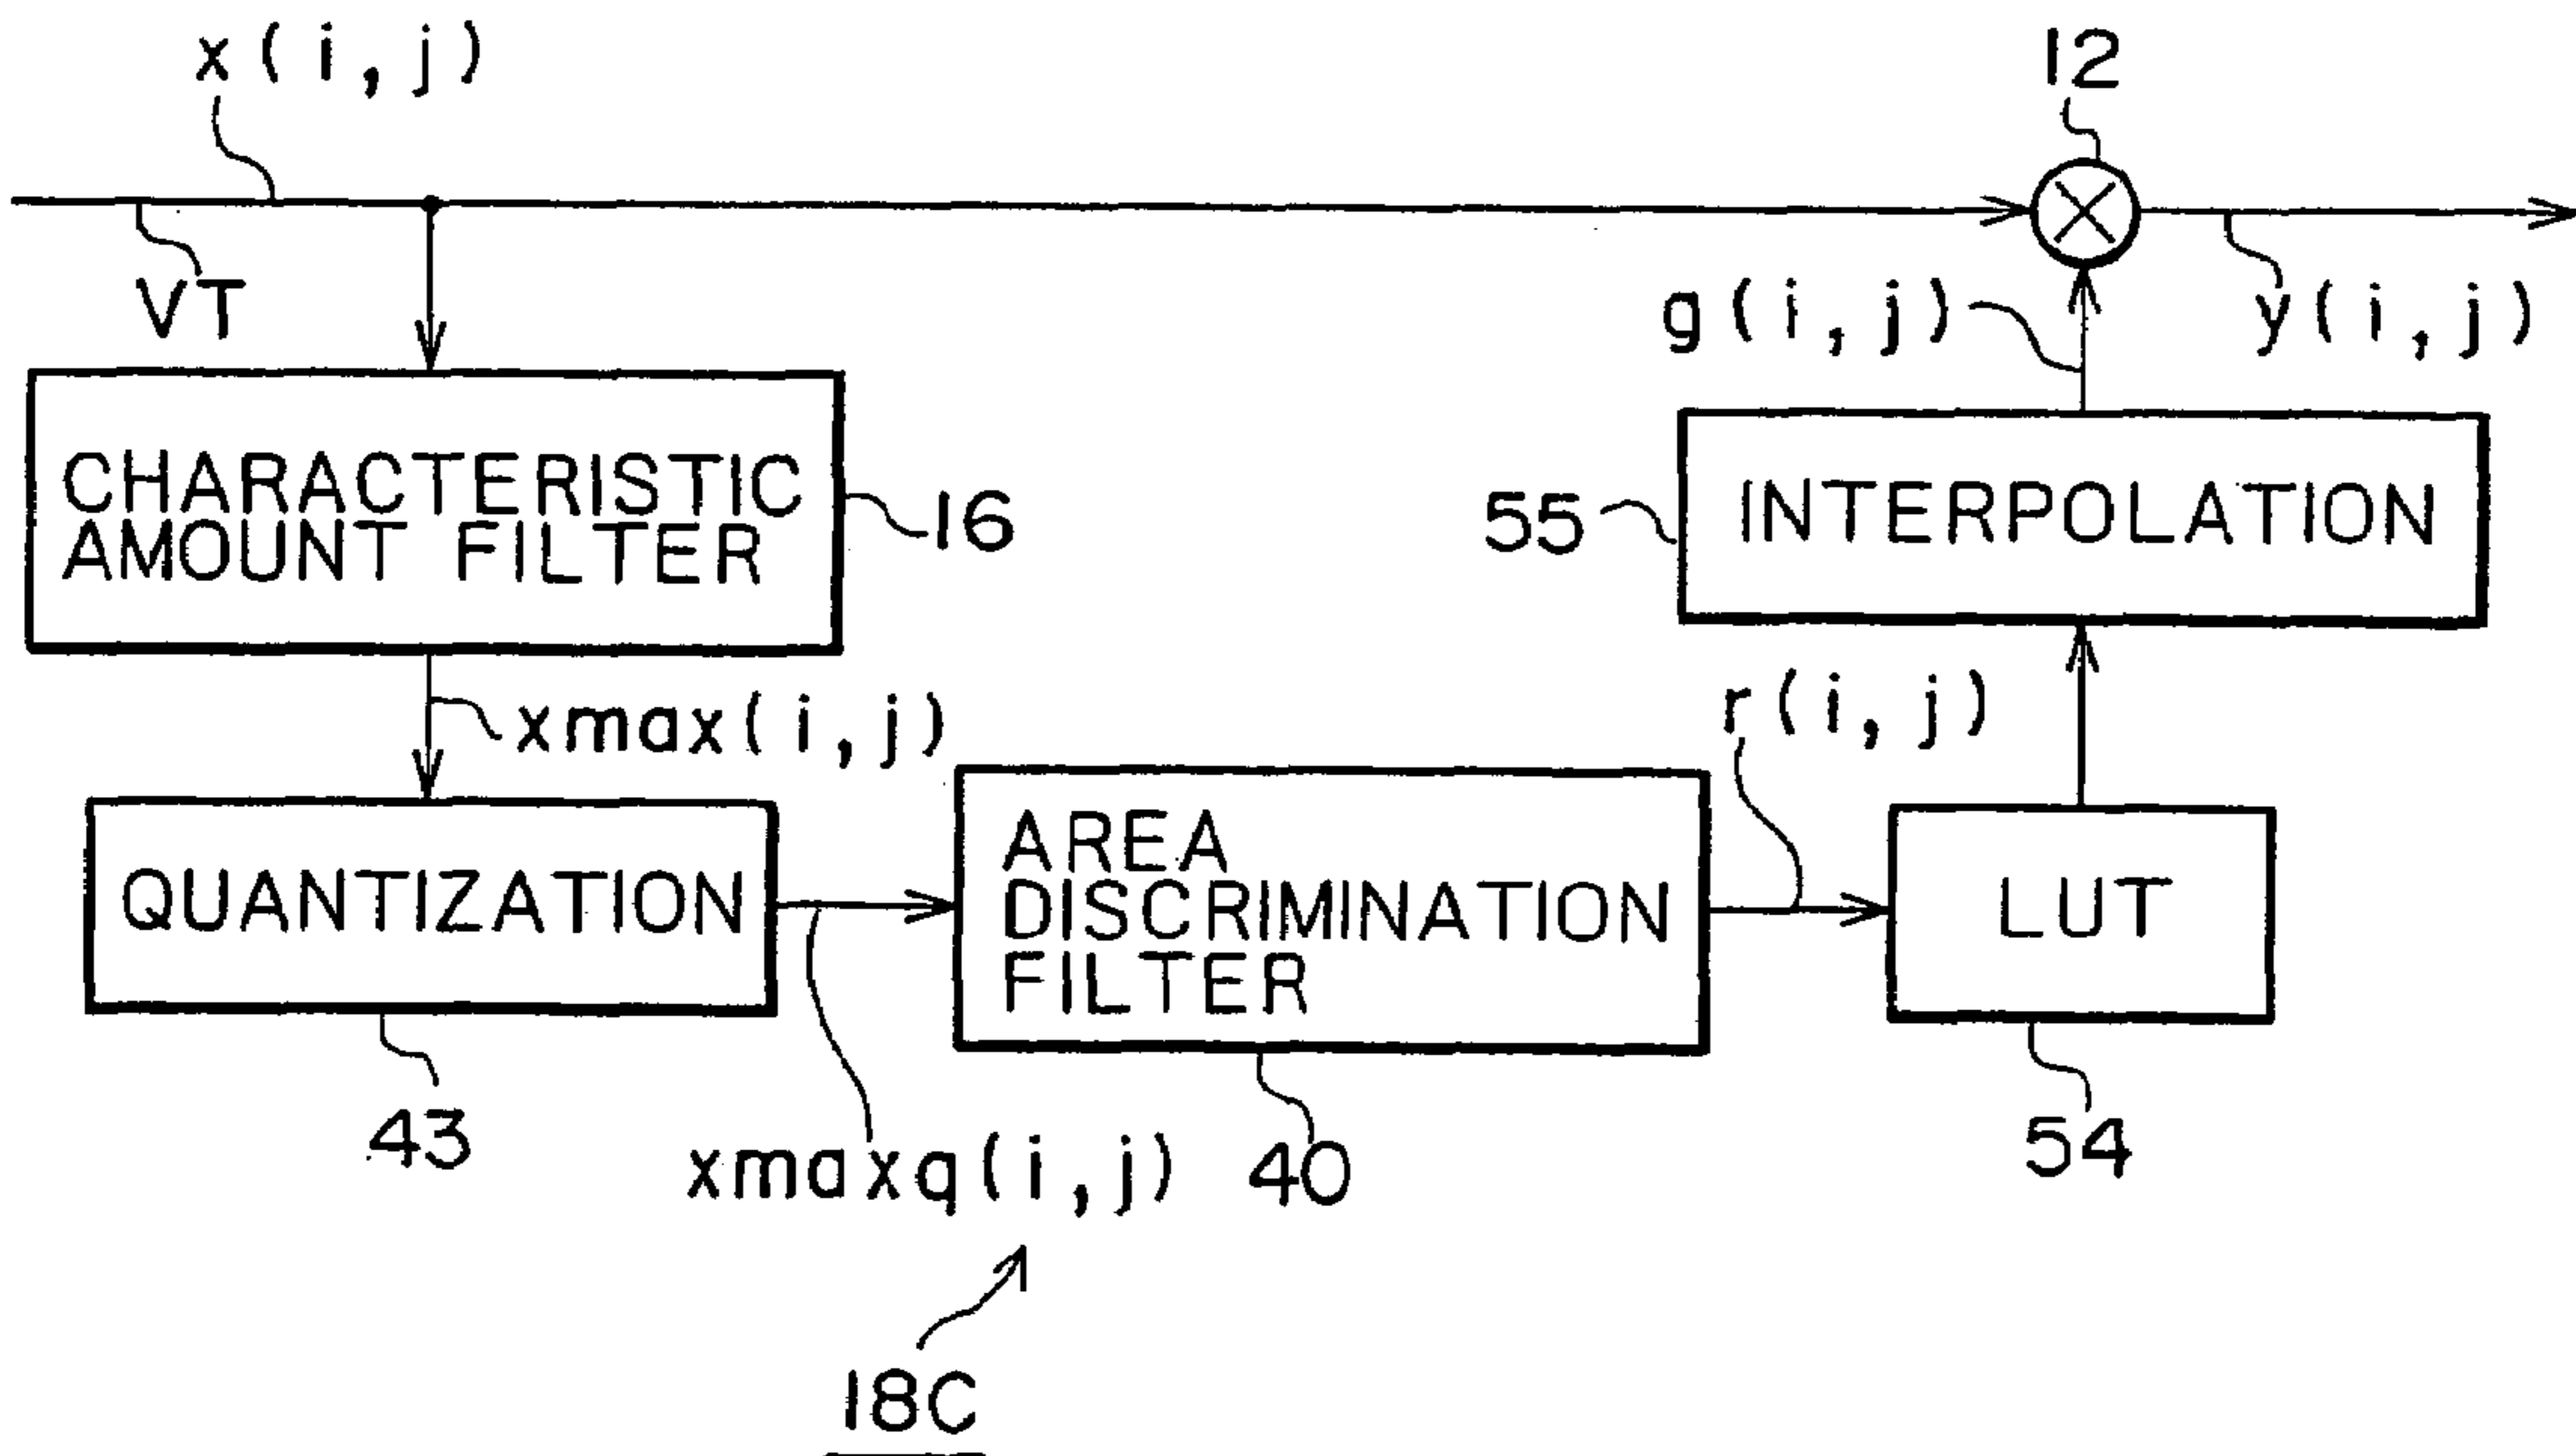 x(i,j)
12
VT
g(i,j)
y(i,j)
CHARACTERISTIC
AMOUNT FILTER
16
55
INTERPOLATION
xmax(i,j)
r(i,j)
QUANTIZATION
AREA
DISCRIMINATION
FILTER
LUT
43
xmaxq(i,j)
40
54
18C